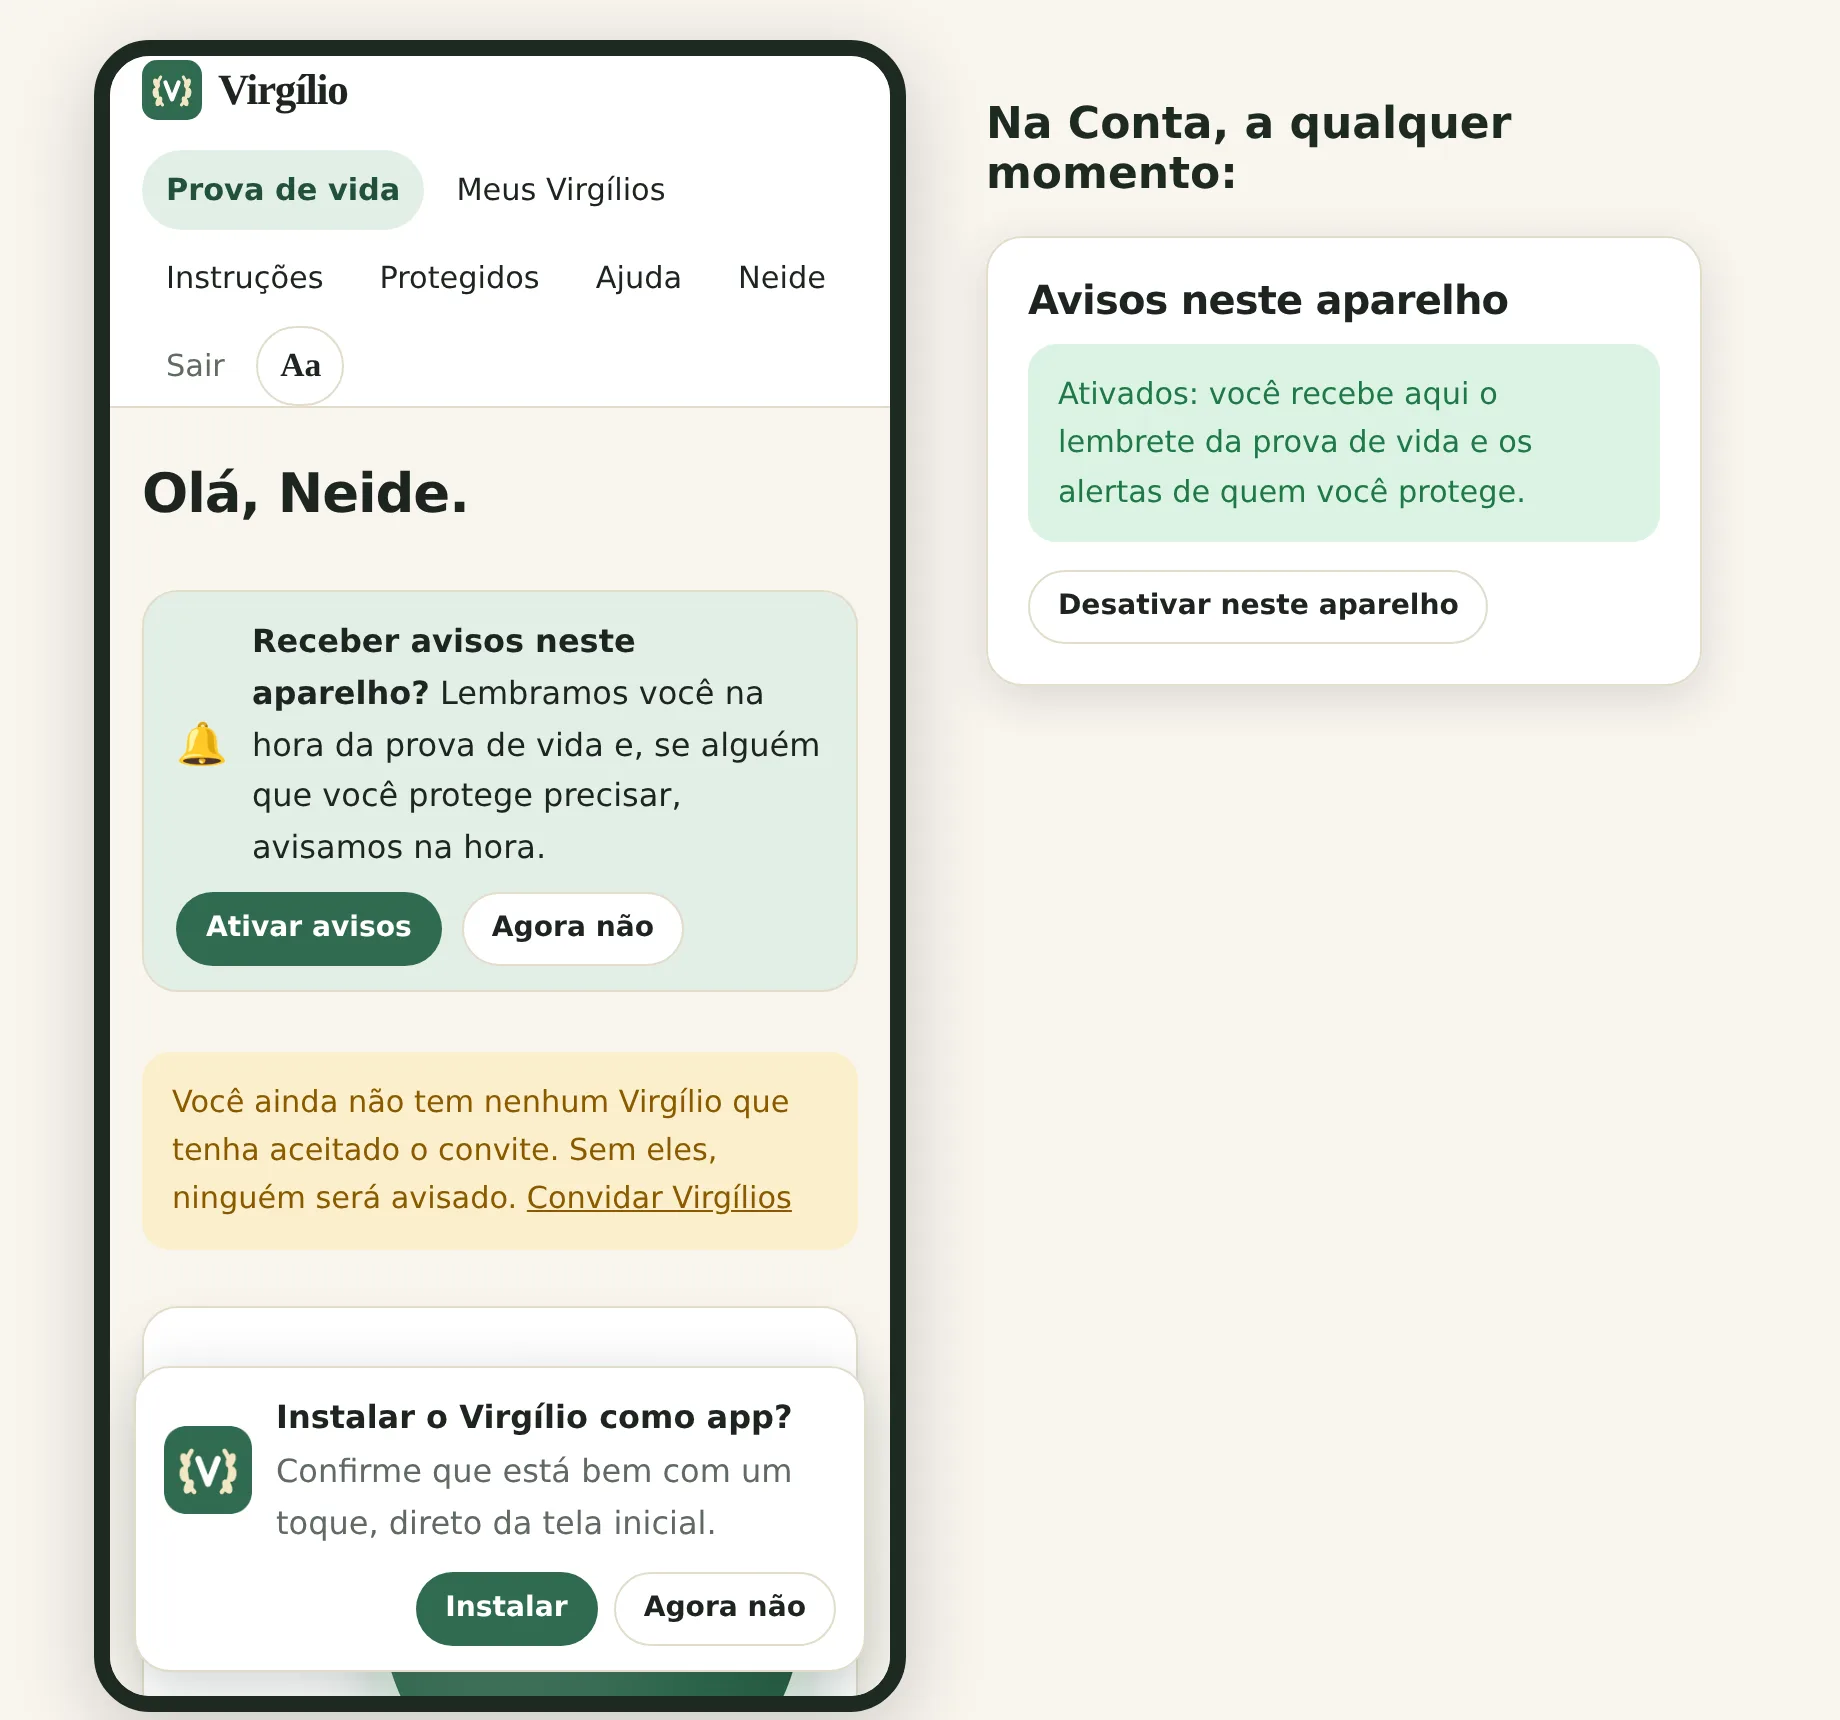 V Virgílio
Prova de vida Meus Virgílios
Instruções Protegidos Ajuda Neide
Sair Aa
Olá, Neide.
Receber avisos neste
aparelho? Lembramos você na
hora da prova de vida e, se alguém
que você protege precisar,
avisamos na hora.
Ativar avisos Agora não
Você ainda não tem nenhum Virgílio que
tenha aceitado o convite. Sem eles,
ninguém será avisado. Convidar Virgílios
V
Instalar o Virgílio como app?
Confirme que está bem com um
toque, direto da tela inicial.
Instalar Agora não
Na Conta, a qualquer
momento:
Avisos neste aparelho
Ativados: você recebe aqui o
lembrete da prova de vida e os
alertas de quem você protege.
Desativar neste aparelho